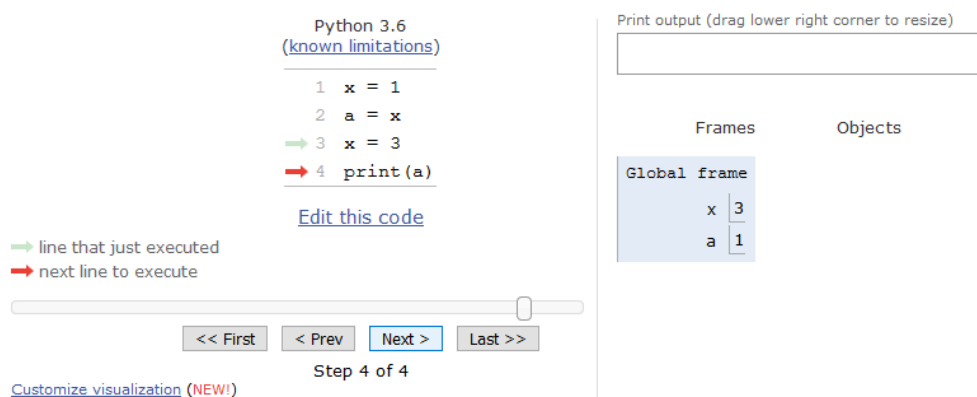 Python 3.6
(known limitations)
1 x = 1
2 a = x
3 x = 3
4 print(a)
Edit this code
line that just executed
next line to execute
<< First < Prev Next > Last >>
Step 4 of 4
Customize visualization (NEW!)
Print output (drag lower right corner to resize)
Frames Objects
Global frame
x 3
a 1